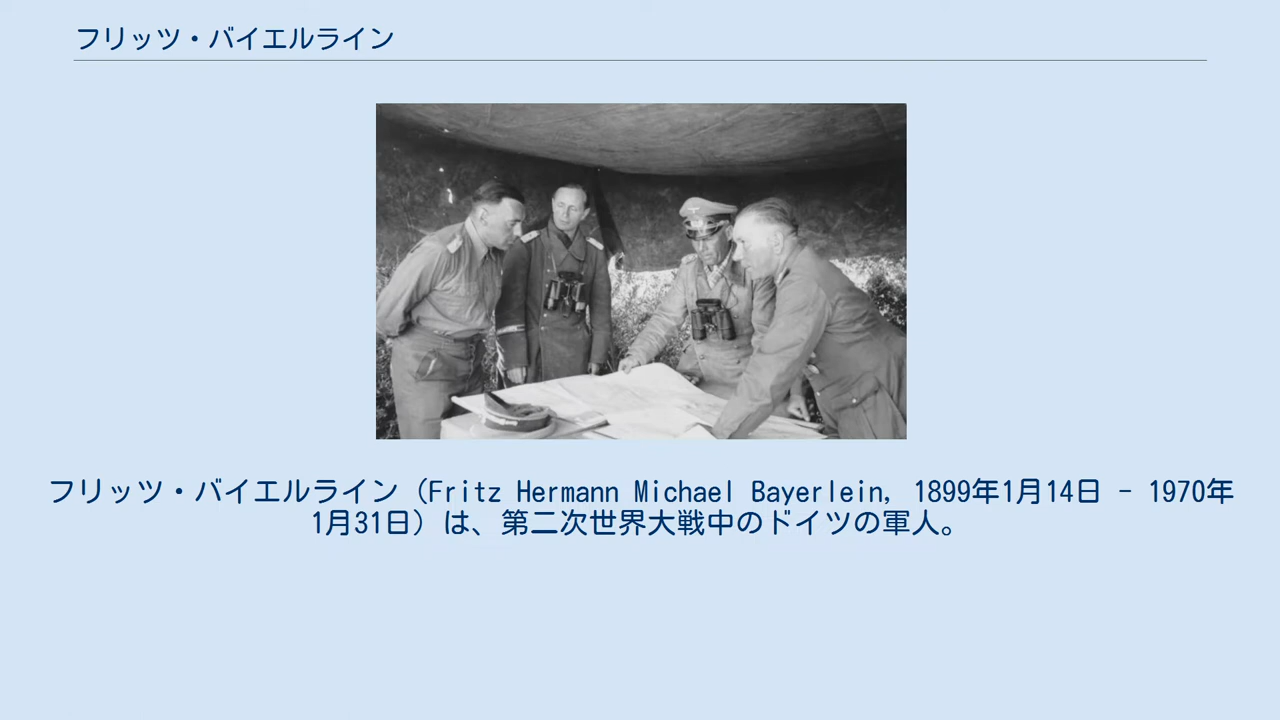 フリッツ・バイエルライン
フリッツ・バイエルライン（Fritz Hermann Michael Bayerlein, 1899年1月14日 - 1970年
1月31日）は、第二次世界大戦中のドイツの軍人。